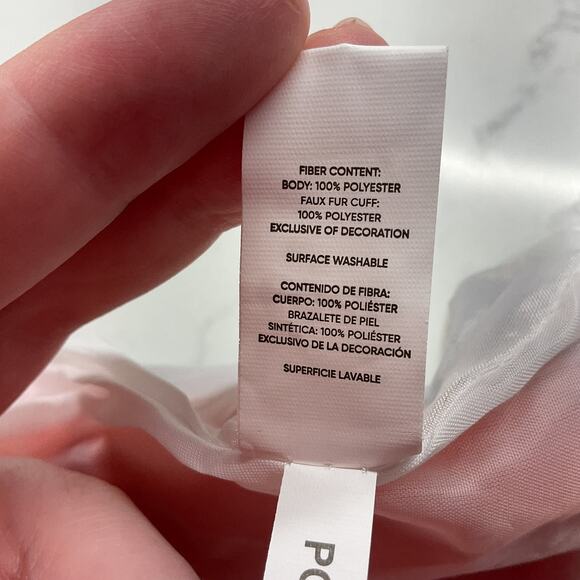 FIBER CONTENT:
BODY: 100% POLYESTER
FAUX FUR CUFF:
100% POLYESTER
EXCLUSIVE OF DECORATION
SURFACE WASHABLE
CONTENIDO DE FIBRA:
CUERPO: 100% POLIÉSTER
BRAZALETE DE PIEL
SINTÉTICA: 100% POLIÉSTER
EXCLUSIVO DE LA DECORACIÓN
SUPERFICIE LAVABLE